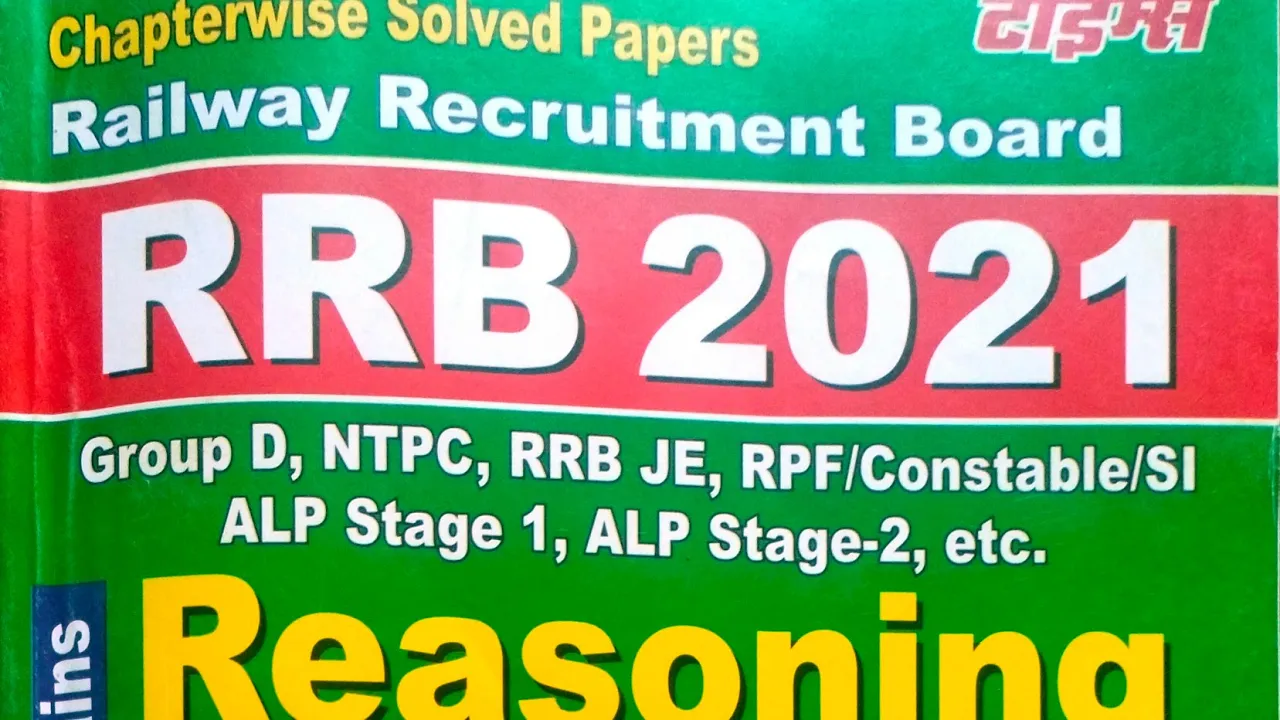 टाइम्स
Chapterwise Solved Papers
Railway Recruitment Board
RRB 2021
Group D, NTPC, RRB JE, RPF/Constable/SI
ALP Stage 1, ALP Stage-2, etc.
Reasoning